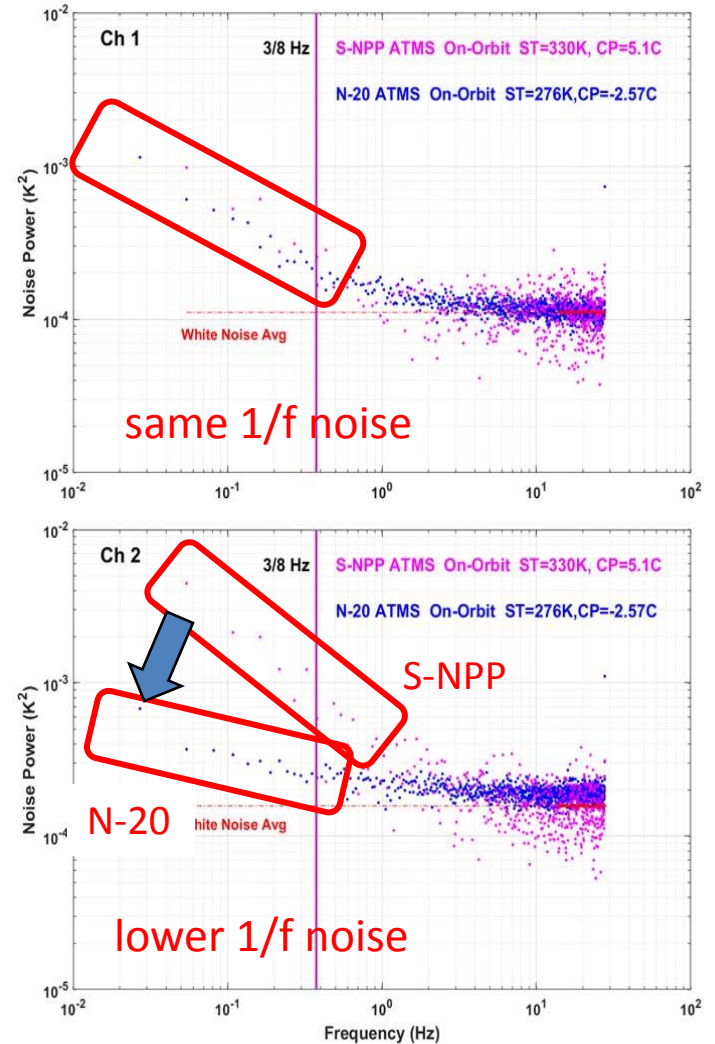 Ch 1
3/8 Hz
S-NPP ATMS On-Orbit ST=330K, CP=5.1C
N-20 ATMS On-Orbit ST=276K,CP=-2.57C
10^-2
10^-3
10^-4
10^-5
Noise Power (K^2)
White Noise Avg
same 1/f noise
10^-2 10^-1 10^0 10^1 10^2
Ch 2
3/8 Hz
S-NPP ATMS On-Orbit ST=330K, CP=5.1C
N-20 ATMS On-Orbit ST=276K,CP=-2.57C
10^-2
10^-3
10^-4
10^-5
Noise Power (K^2)
S-NPP
N-20
hite Noise Avg
lower 1/f noise
10^-2 10^-1 10^0 10^1 10^2
Frequency (Hz)